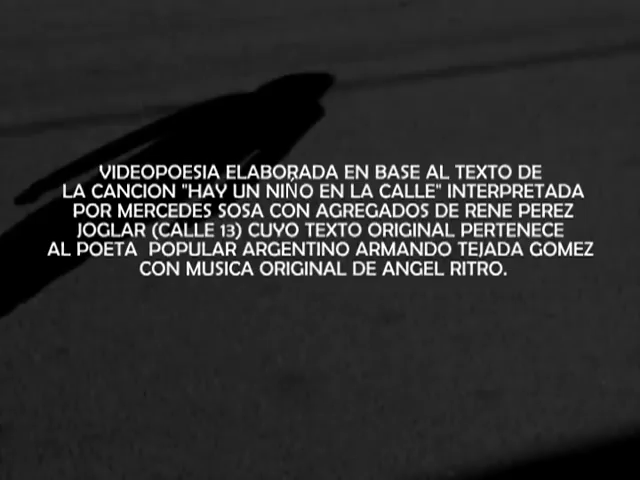 VIDEOPOESIA ELABORADA EN BASE AL TEXTO DE
LA CANCION "HAY UN NIÑO EN LA CALLE" INTERPRETADA
POR MERCEDES SOSA CON AGREGADOS DE RENE PEREZ
JOGLAR (CALLE 13) CUYO TEXTO ORIGINAL PERTENECE
AL POETA POPULAR ARGENTINO ARMANDO TEJADA GOMEZ
CON MUSICA ORIGINAL DE ANGEL RITRO.